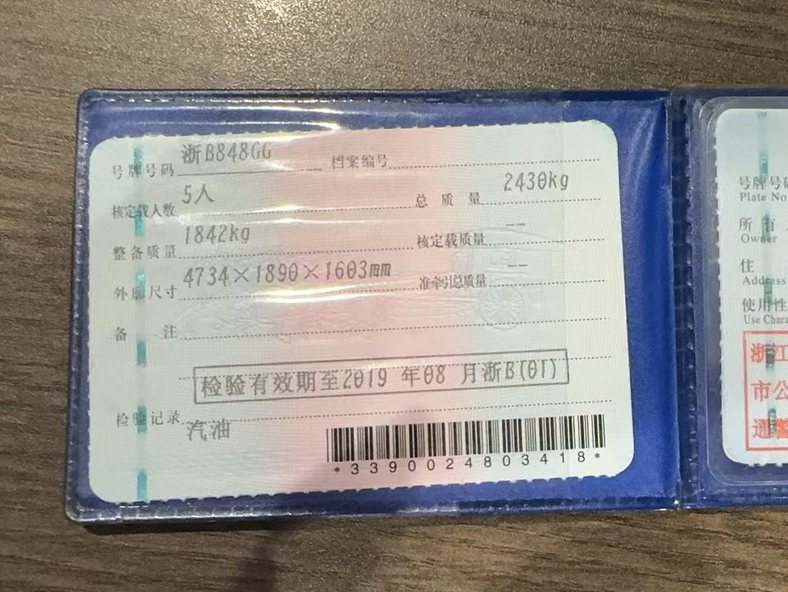 号牌号码 浙B848GG 档案编号
核定载人数 5人 总质量 2430kg
整备质量 1842kg 核定载质量 --
外廓尺寸 4734×1890×1603mm 准牵引总质量 --
备注
检验有效期至2019年08月浙B(01)
检验记录
汽油
*3390024803418*
号牌号码
Plate No
所有人
Owner
住
Address
使用性
Use Chara
浙江
市公
通警